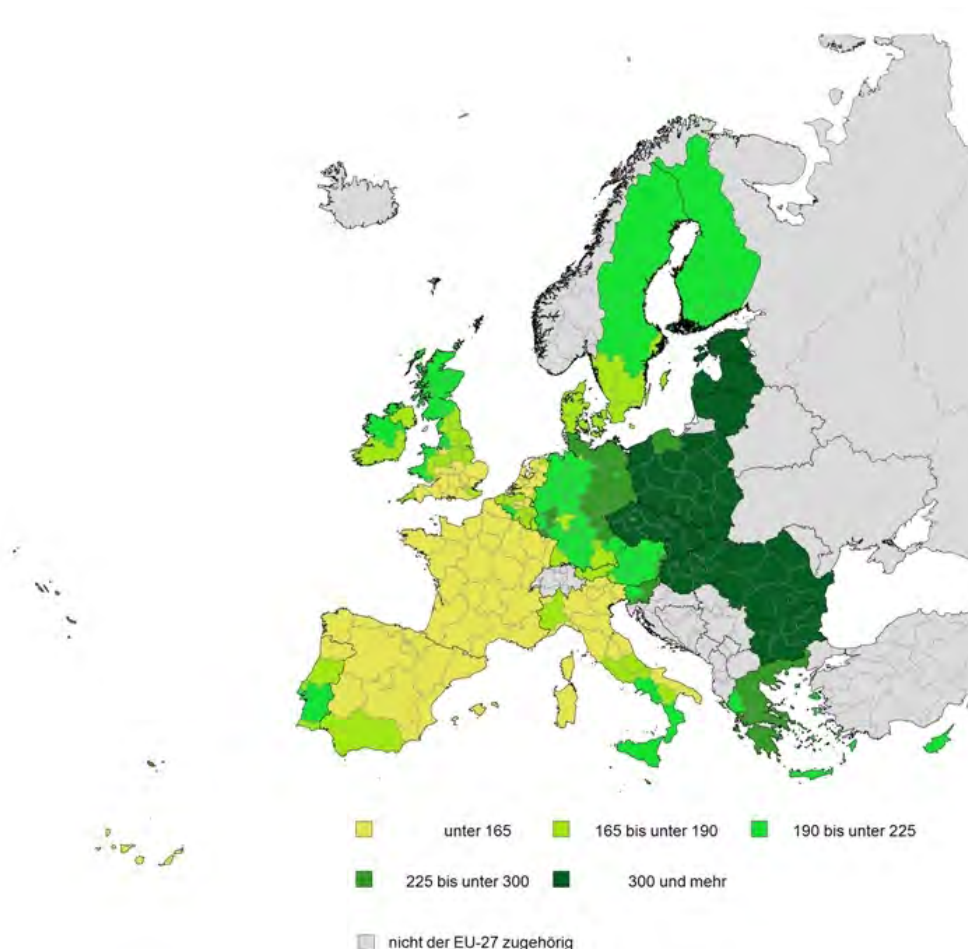 unter 165 165 bis unter 190 190 bis unter 225
225 bis unter 300 300 und mehr
nicht der EU-27 zugehörig